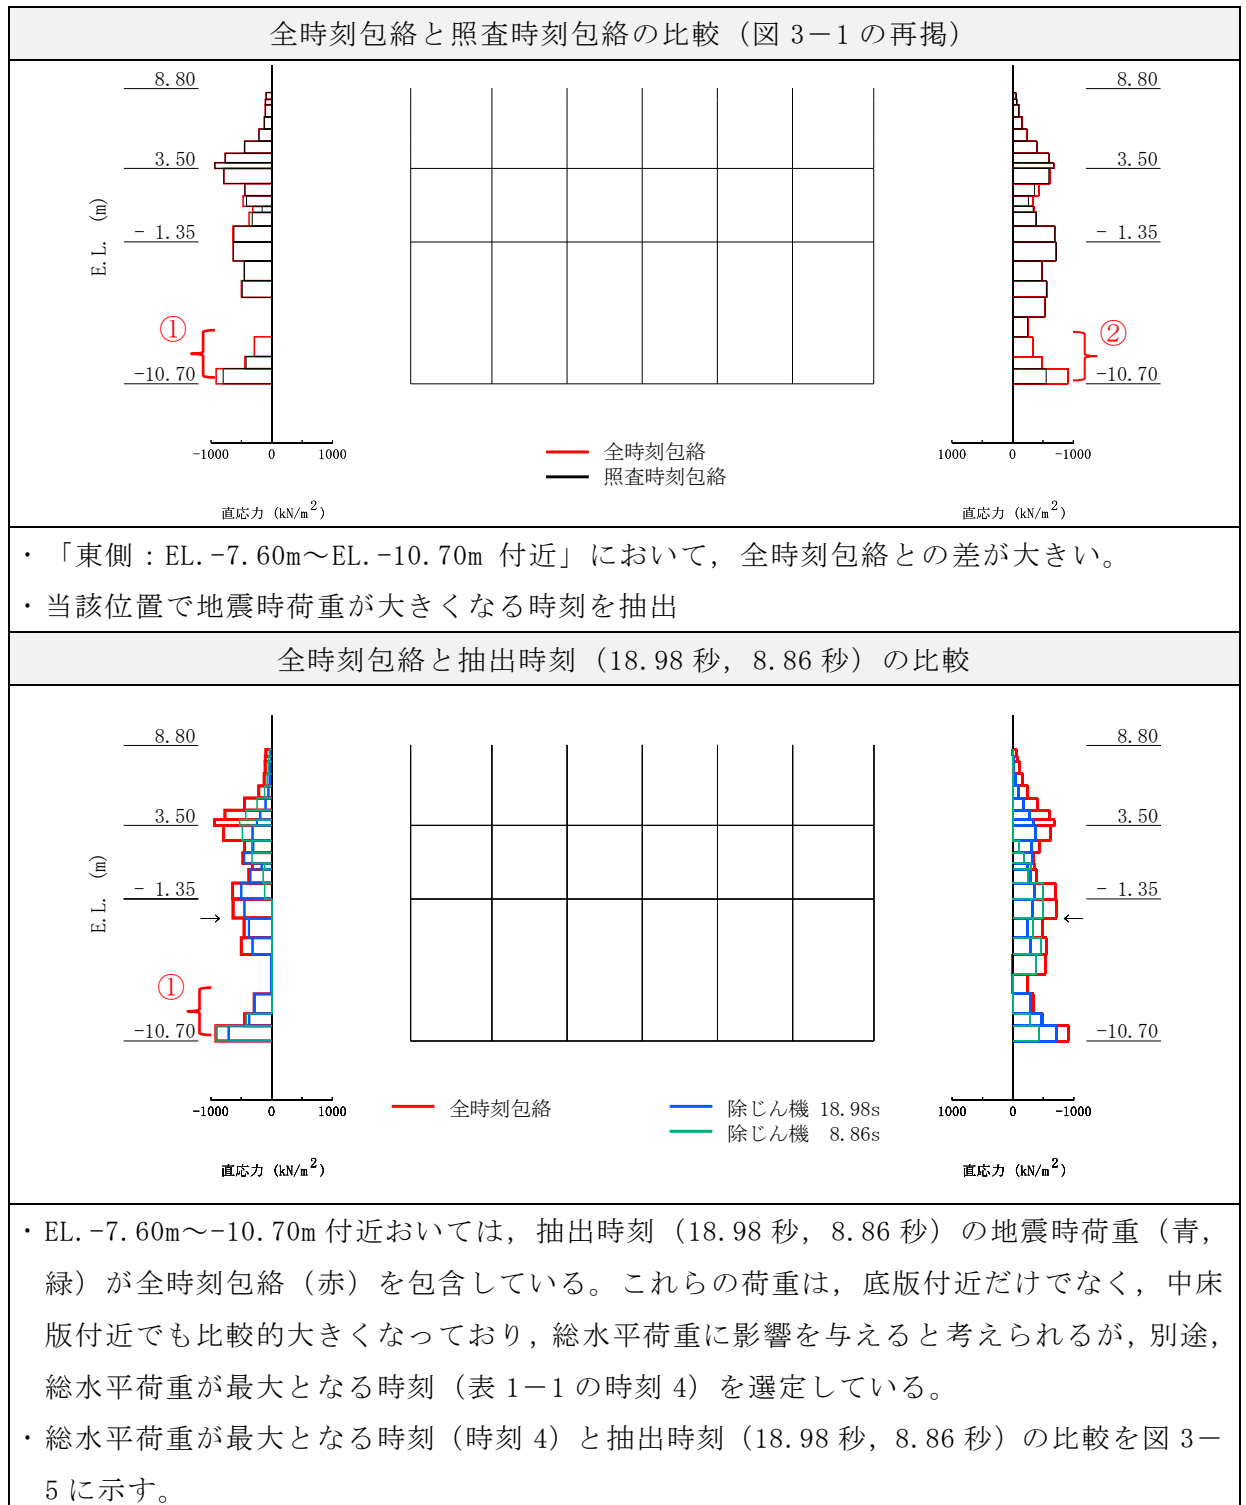 全時刻包絡と照査時刻包絡の比較（図 3－1 の再掲）
8.80
8.80
3.50
3.50
E.L. (m)
- 1.35
- 1.35
①
②
-10.70
-10.70
-1000 0 1000
1000 0 -1000
全時刻包絡
照査時刻包絡
直応力 (kN/m2)
直応力 (kN/m2)
・「東側：EL.-7.60m～EL.-10.70m 付近」において，全時刻包絡との差が大きい。
・当該位置で地震時荷重が大きくなる時刻を抽出
全時刻包絡と抽出時刻（18.98 秒，8.86 秒）の比較
8.80
8.80
3.50
3.50
E.L. (m)
- 1.35
- 1.35
→
←
①
-10.70
-10.70
-1000 0 1000
1000 0 -1000
全時刻包絡
除じん機 18.98s
除じん機 8.86s
直応力 (kN/m2)
直応力 (kN/m2)
・EL.-7.60m～-10.70m 付近おいては，抽出時刻（18.98 秒，8.86 秒）の地震時荷重（青，
緑）が全時刻包絡（赤）を包含している。これらの荷重は，底版付近だけでなく，中床
版付近でも比較的大きくなっており，総水平荷重に影響を与えると考えられるが，別途，
総水平荷重が最大となる時刻（表 1－1 の時刻 4）を選定している。
・総水平荷重が最大となる時刻（時刻 4）と抽出時刻（18.98 秒，8.86 秒）の比較を図 3－
5 に示す。